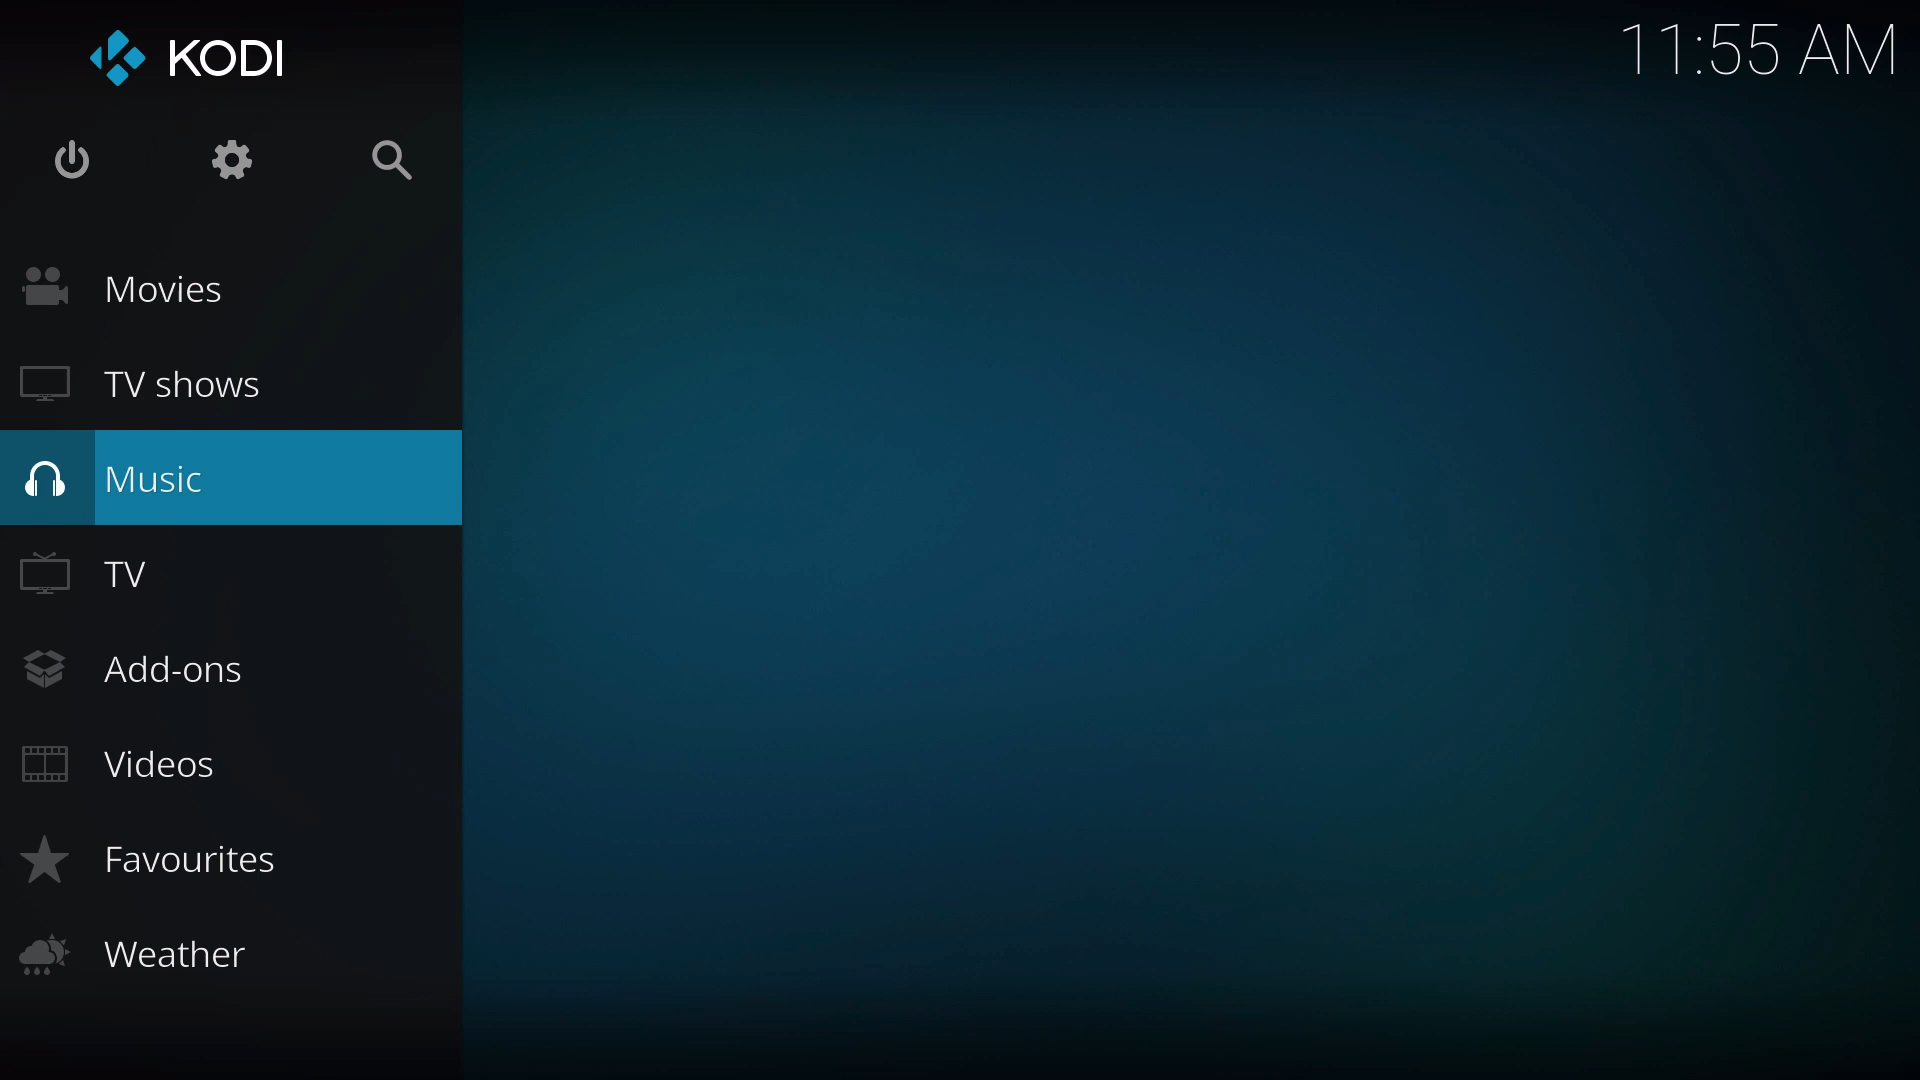 KODI
11:55 AM
Movies
TV shows
Music
TV
Add-ons
Videos
Favourites
Weather